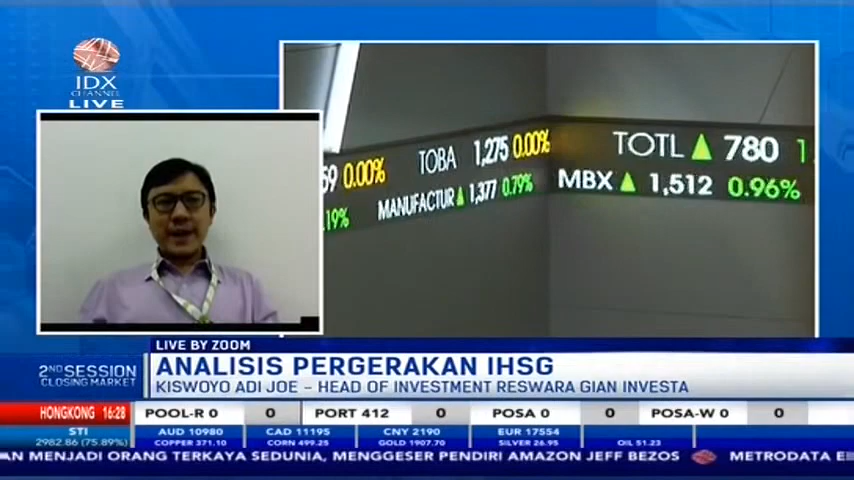 IDX
CHANNEL
LIVE
59 0.00% TOBA 1,275 0.00% TOTL ▲ 780 1
.19% MANUFACTUR ▲ 1,377 0.79% MBX ▲ 1,512 0.96%
LIVE BY ZOOM
2ND SESSION
CLOSING MARKET
ANALISIS PERGERAKAN IHSG
KISWOYO ADI JOE – HEAD OF INVESTMENT RESWARA GIAN INVESTA
HONGKONG 16:28 POOL-R 0 0 PORT 412 0 POSA 0 0 POSA-W 0 0
STI AUD 10980 CAD 11195 CNY 2190 EUR 17554
2982.86 (75.89%) COPPER 371.10 CORN 499.25 GOLD 1907.70 SILVER 26.95 OIL 51.23
AN MENJADI ORANG TERKAYA SEDUNIA, MENGGESER PENDIRI AMAZON JEFF BEZOS METRODATA E